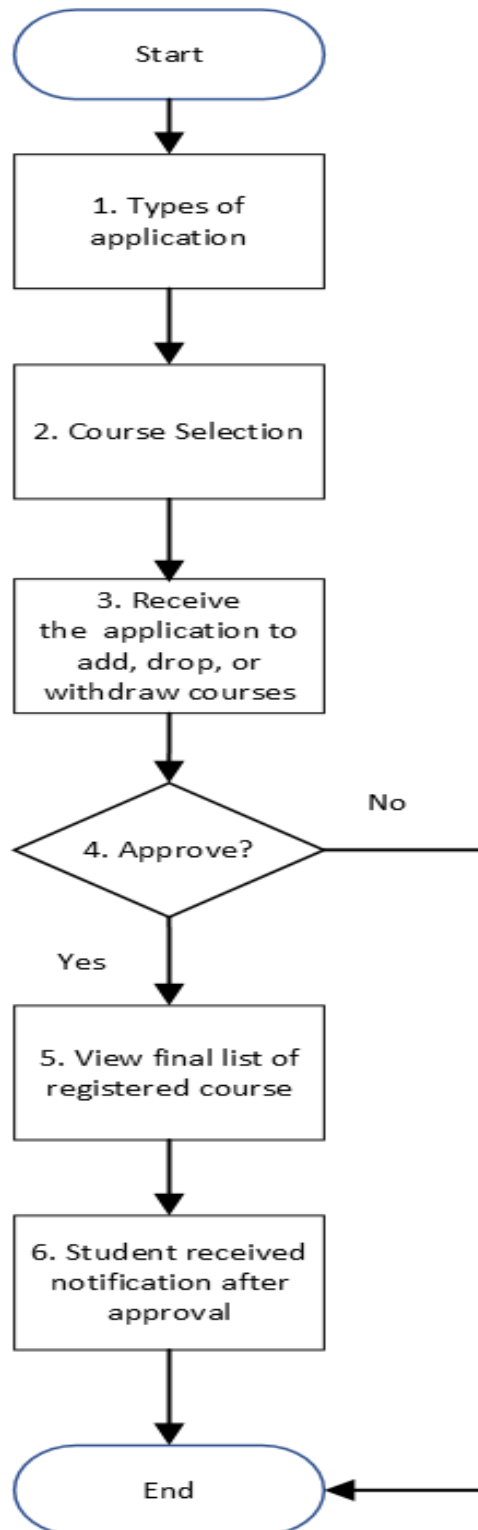 Start
1. Types of
application
2. Course Selection
3. Receive
the application to
add, drop, or
withdraw courses
4. Approve?
No
Yes
5. View final list of
registered course
6. Student received
notification after
approval
End